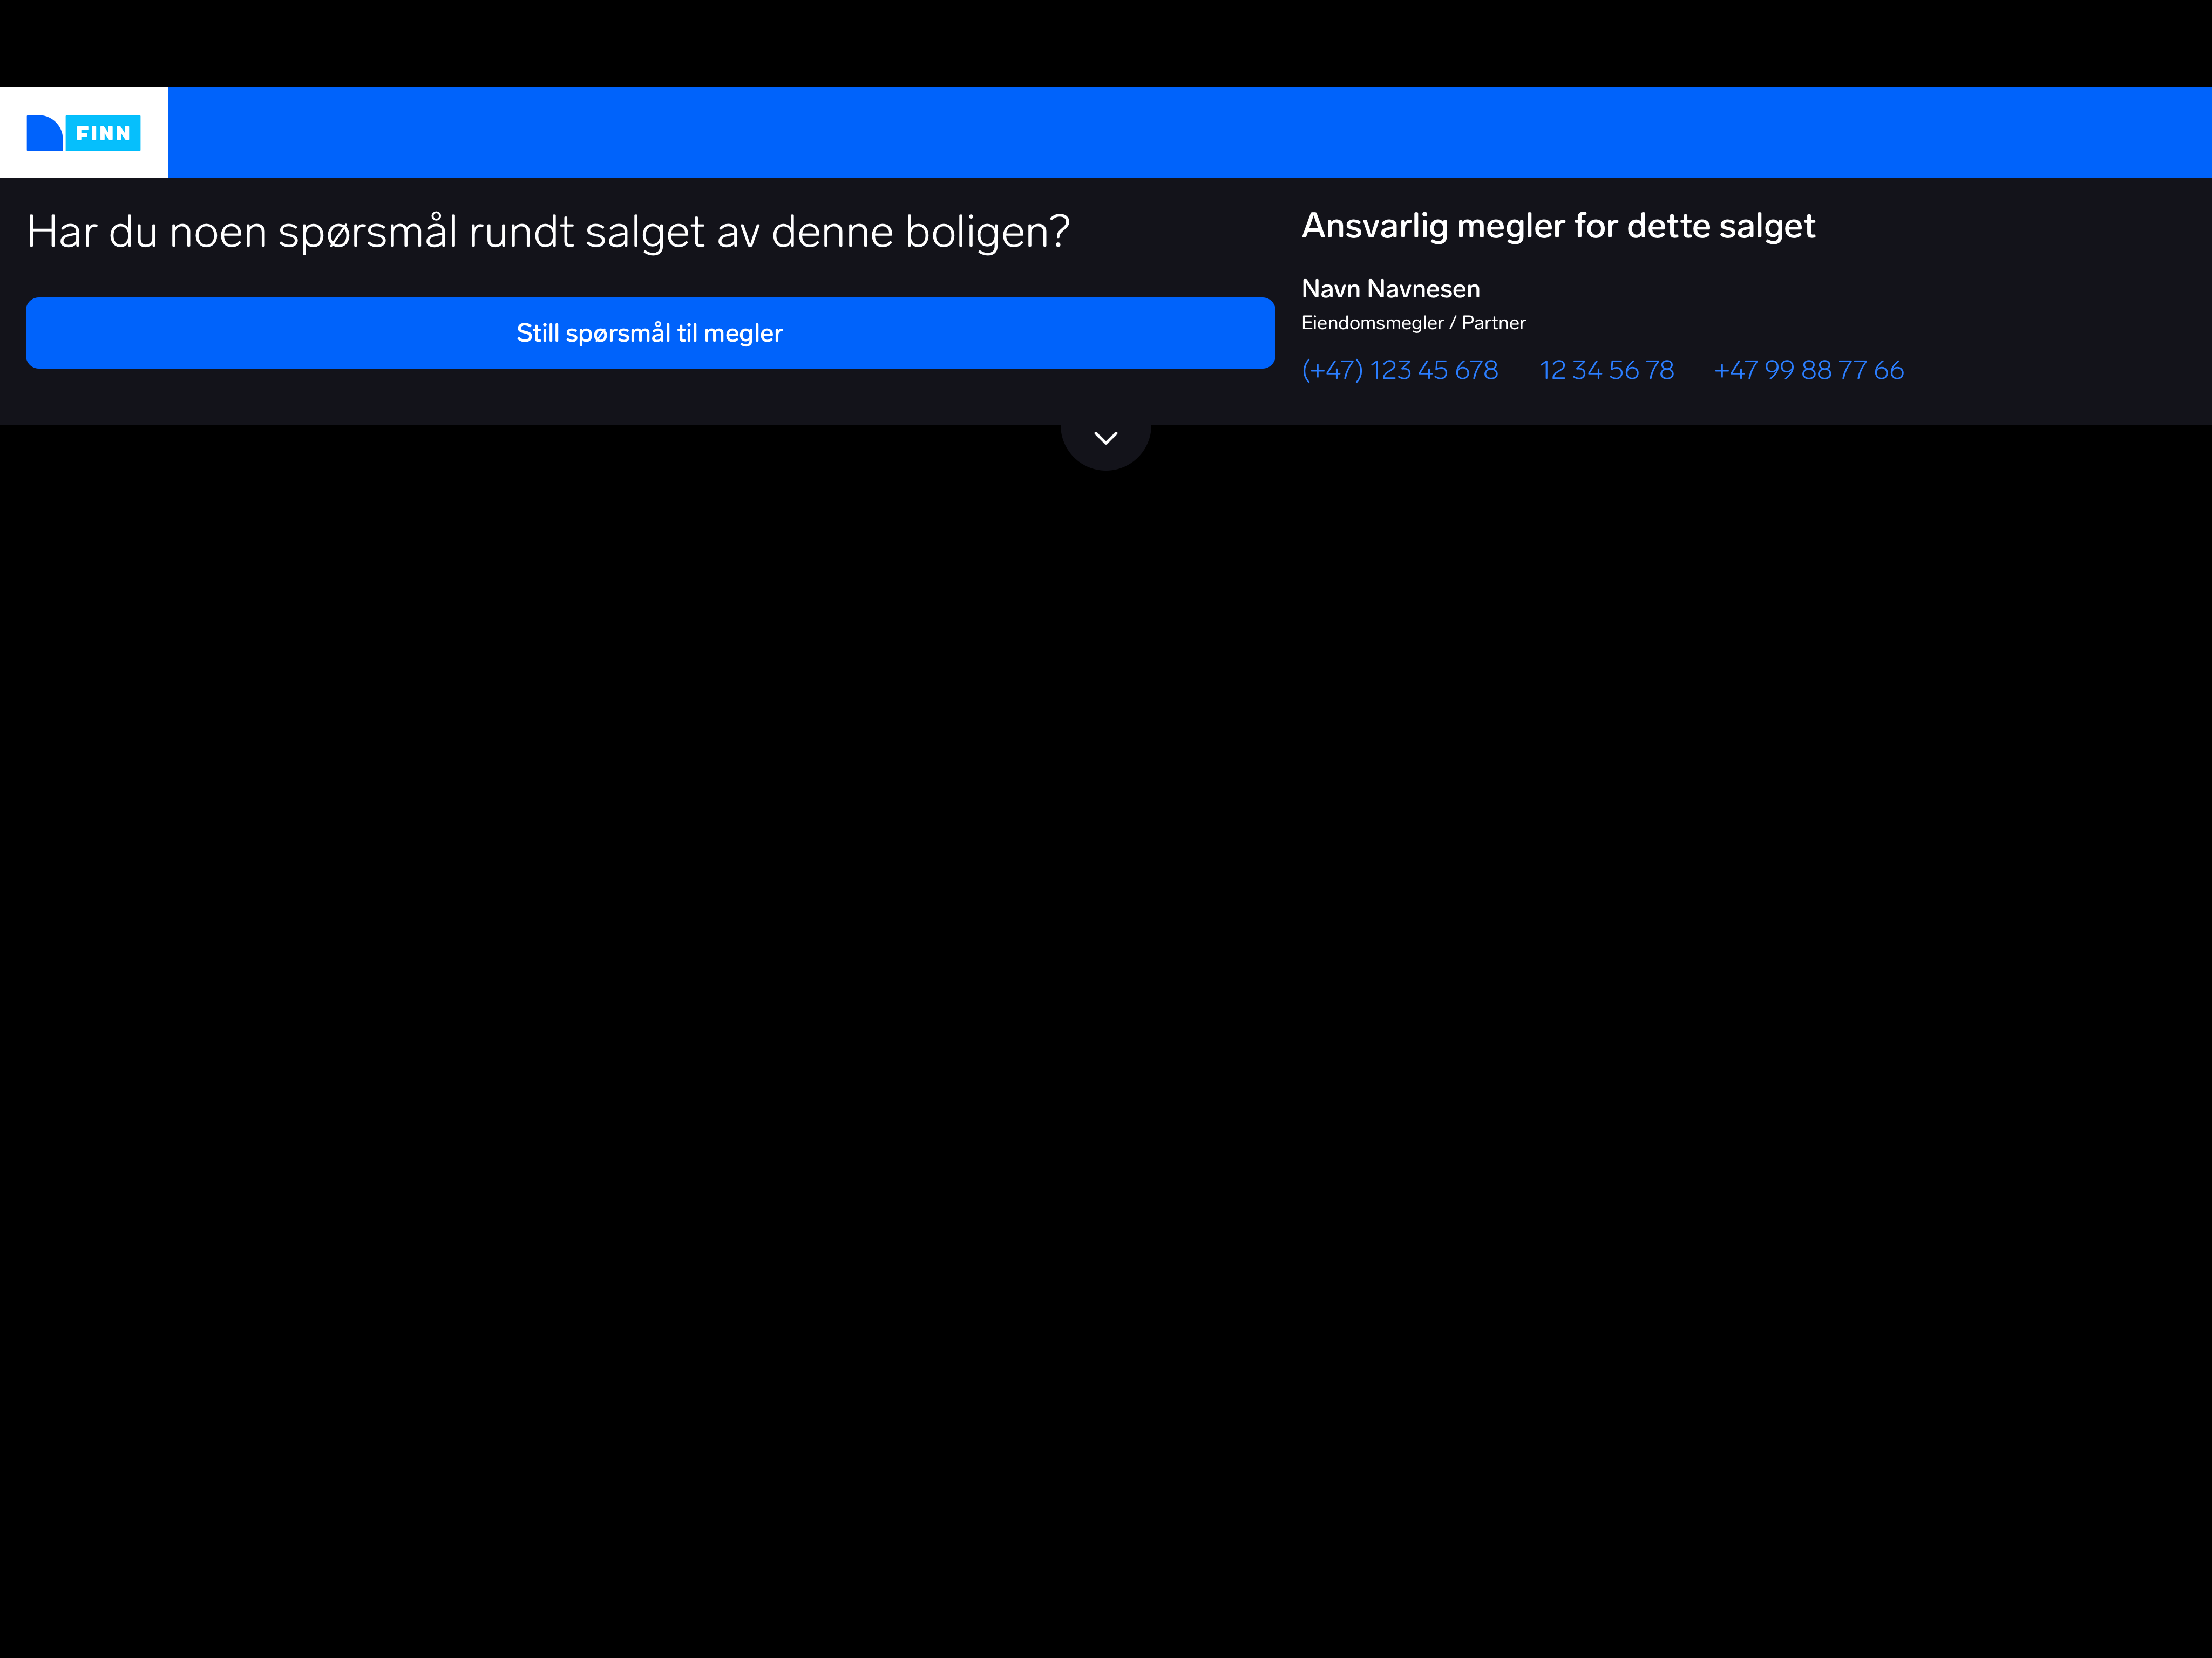 FINN
Har du noen spørsmål rundt salget av denne boligen?
Still spørsmål til megler
Ansvarlig megler for dette salget
Navn Navnesen
Eiendomsmegler / Partner
(+47) 123 45 678 12 34 56 78 +47 99 88 77 66